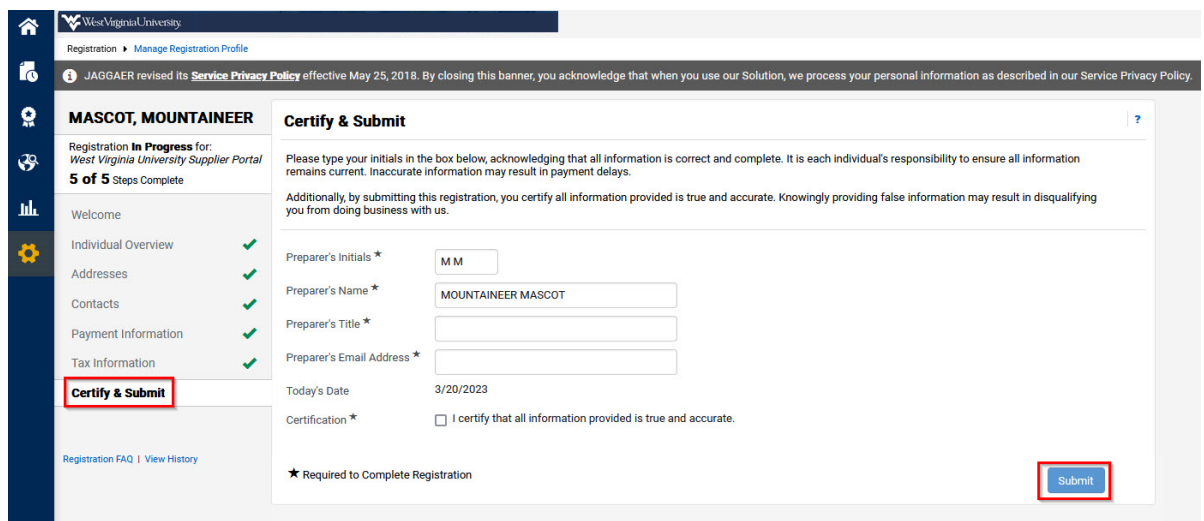 WestVirginiaUniversity.
Registration Manage Registration Profile
JAGGAER revised its Service Privacy Policy effective May 25, 2018. By closing this banner, you acknowledge that when you use our Solution, we process your personal information as described in our Service Privacy Policy.
MASCOT, MOUNTAINEER
Registration In Progress for:
West Virginia University Supplier Portal
5 of 5 Steps Complete
Welcome
Individual Overview
Addresses
Contacts
Payment Information
Tax Information
Certify & Submit
Registration FAQ | View History
Certify & Submit
?
Please type your initials in the box below, acknowledging that all information is correct and complete. It is each individual's responsibility to ensure all information
remains current. Inaccurate information may result in payment delays.
Additionally, by submitting this registration, you certify all information provided is true and accurate. Knowingly providing false information may result in disqualifying
you from doing business with us.
Preparer's Initials ★ M M
Preparer's Name ★ MOUNTAINEER MASCOT
Preparer's Title ★
Preparer's Email Address ★
Today's Date 3/20/2023
Certification ★ I certify that all information provided is true and accurate.
★ Required to Complete Registration
Submit